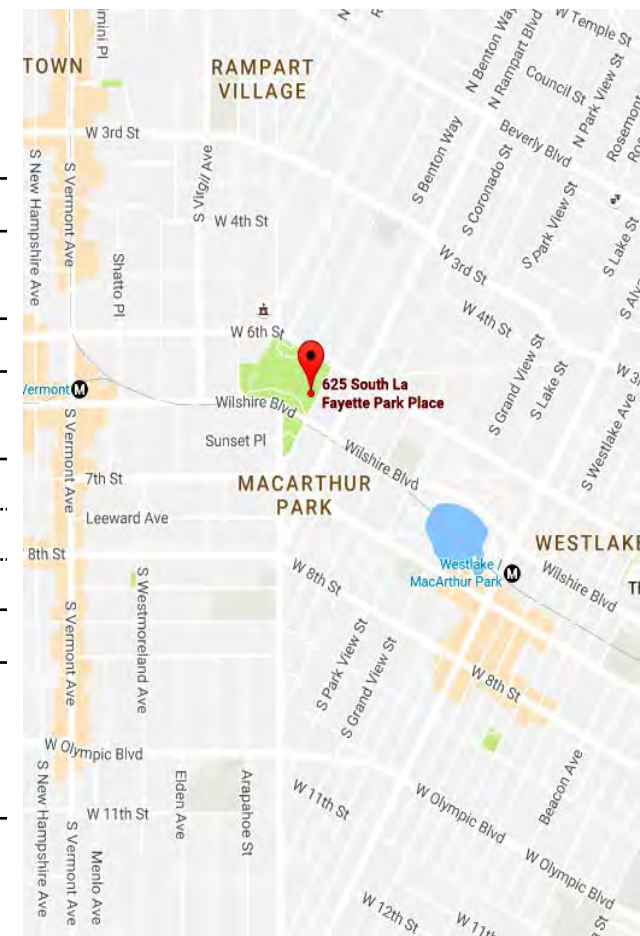 imini Pl
N
R
N Benton Way
N Rampart Blvd
W Temple St
TOWN
RAMPART
VILLAGE
Council St
N Park View St
Rosemont
W 3rd St
Beverly Blvd
S Benton Way
S New Hampshire Ave
S Vermont Ave
S Virgil Ave
S Coronado St
S Park View St
S Lake St
W 4th St
Shatto Pl
W 3rd St
W 4th St
W 6th St
625 South La
Fayette Park Place
Vermont
M
Wilshire Blvd
S Grand View St
S Lake St
W 3
S Westlake Ave
S Vermont Ave
Sunset Pl
Wilshire Blvd
7th St
MACARTHUR
PARK
Leeward Ave
WESTLAKE
8th St
Westlake /
MacArthur Park
M
Wilshire Blvd
W 8th St
S Westmoreland Ave
S Vermont Ave
S Park View St
S Grand View St
W 8th St
W Olympic Blvd
S New Hampshire Ave
Elden Ave
Arapahoe St
W 11th St
W Olympic Blvd
Beacon Ave
W 11th St
S Vermont Ave
Menlo Ave
W Olympic Blvd
W 12th St
W 11t
St